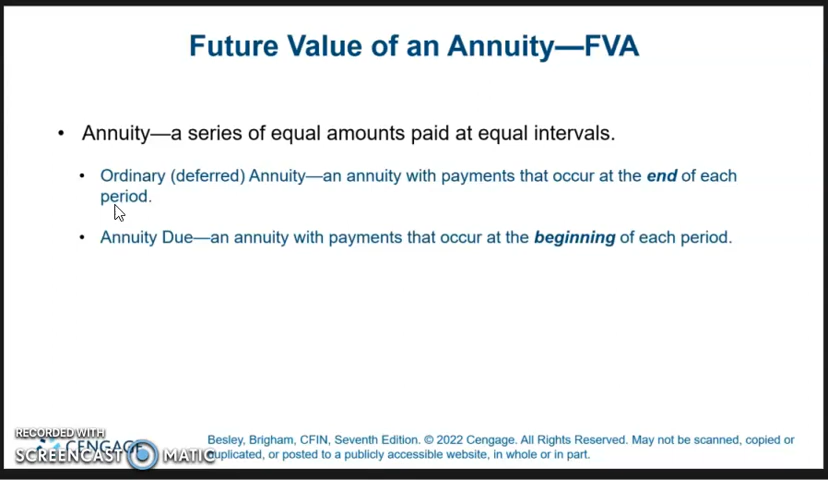 Future Value of an Annuity—FVA
• Annuity—a series of equal amounts paid at equal intervals.
• Ordinary (deferred) Annuity—an annuity with payments that occur at the end of each
period.
• Annuity Due—an annuity with payments that occur at the beginning of each period.
RECORDED WITH
CENGAGE
SCREENCAST MATIC
Besley, Brigham, CFIN, Seventh Edition. © 2022 Cengage. All Rights Reserved. May not be scanned, copied or
duplicated, or posted to a publicly accessible website, in whole or in part.